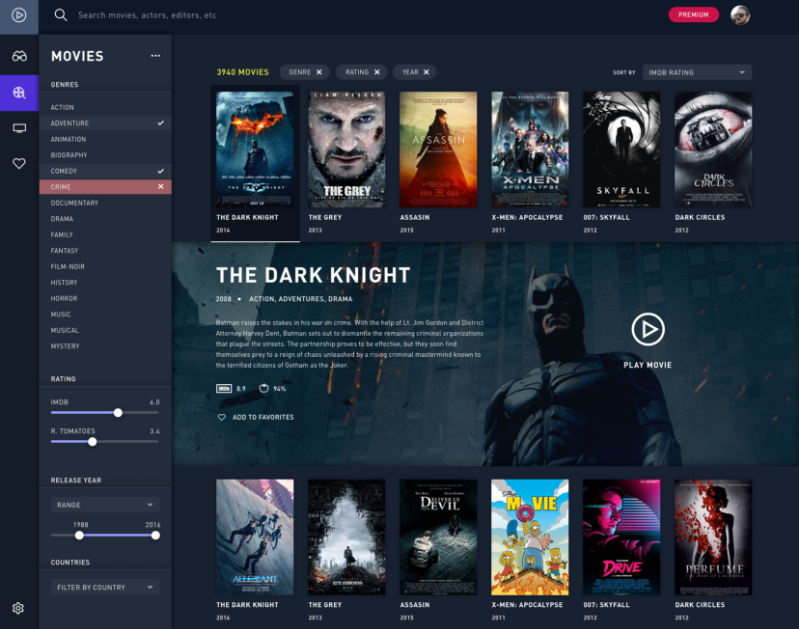 Search movies, actors, editors, etc
PREMIUM
MOVIES
GENRES
ACTION
ADVENTURE
ANIMATION
BIOGRAPHY
COMEDY
CRIME
DOCUMENTARY
DRAMA
FAMILY
FANTASY
FILM-NOIR
HISTORY
HORROR
MUSIC
MUSICAL
MYSTERY
RATING
IMDB 6.0
R. TOMATOES 3.4
RELEASE YEAR
RANGE
1988 2016
COUNTRIES
FILTER BY COUNTRY
3940 MOVIES GENRE RATING YEAR
SORT BY IMDB RATING
THE DARK KNIGHT
LIAM NEESON
THE GREY
ASSASSIN
X-MEN
APOCALYPSE
SKYFALL
DARK
CIRCLES
THE DARK KNIGHT THE GREY ASSASIN X-MEN: APOCALYPSE 007: SKYFALL DARK CIRCLES
2014 2013 2015 2011 2012 2012
THE DARK KNIGHT
2008 • ACTION, ADVENTURES, DRAMA
Batman raises the stakes in his war on crime. With the help of Lt. Jim Gordon and District
Attorney Harvey Dent, Batman sets out to dismantle the remaining criminal organizations
that plague the streets. The partnership proves to be effective, but they soon find
themselves prey to a reign of chaos unleashed by a rising criminal mastermind known to
the terrified citizens of Gotham as the Joker.
IMDb 8.9 94%
ADD TO FAVORITES
PLAY MOVIE
ALLEGIANT
DELIVER US
EVIL
MOVIE
DRIVE
PERFUME
THE DARK KNIGHT THE GREY ASSASIN X-MEN: APOCALYPSE 007: SKYFALL DARK CIRCLES
2014 2013 2015 2011 2012 2012